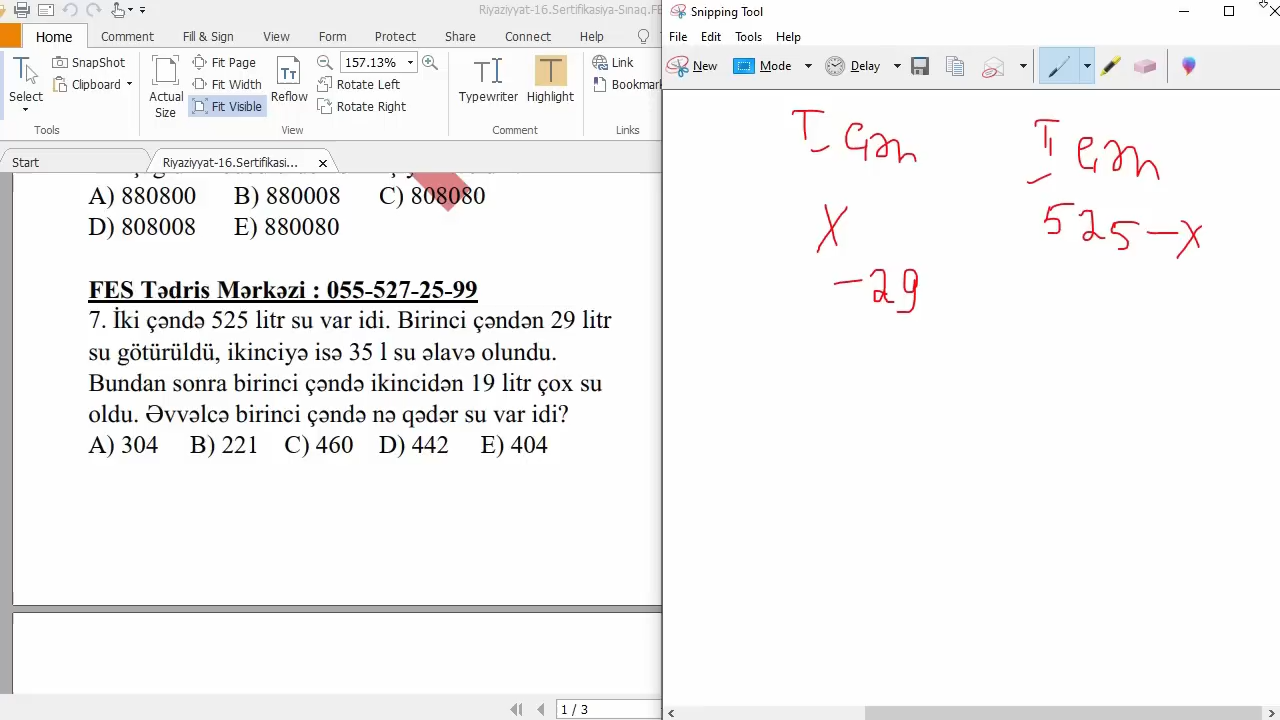 Riyaziyyat-16.Sertifikasiya-Sınaq.FE
Home Comment Fill & Sign View Form Protect Share Connect Help
Select
SnapShot
Clipboard
Tools
Actual Size
Fit Page
Fit Width
Fit Visible
Reflow
157.13%
Rotate Left
Rotate Right
View
Typewriter
Highlight
Comment
Link
Bookmar
Links
Start
Riyaziyyat-16.Sertifikasi...
A) 880800 B) 880008 C) 808080
D) 808008 E) 880080
FES Tədris Mərkəzi : 055-527-25-99
7. İki çəndə 525 litr su var idi. Birinci çəndən 29 litr
su götürüldü, ikinciyə isə 35 l su əlavə olundu.
Bundan sonra birinci çəndə ikincidən 19 litr çox su
oldu. Əvvəlcə birinci çəndə nə qədər su var idi?
A) 304 B) 221 C) 460 D) 442 E) 404
1 / 3
Snipping Tool
File Edit Tools Help
New Mode Delay
I çən II çən
x 525-x
-29